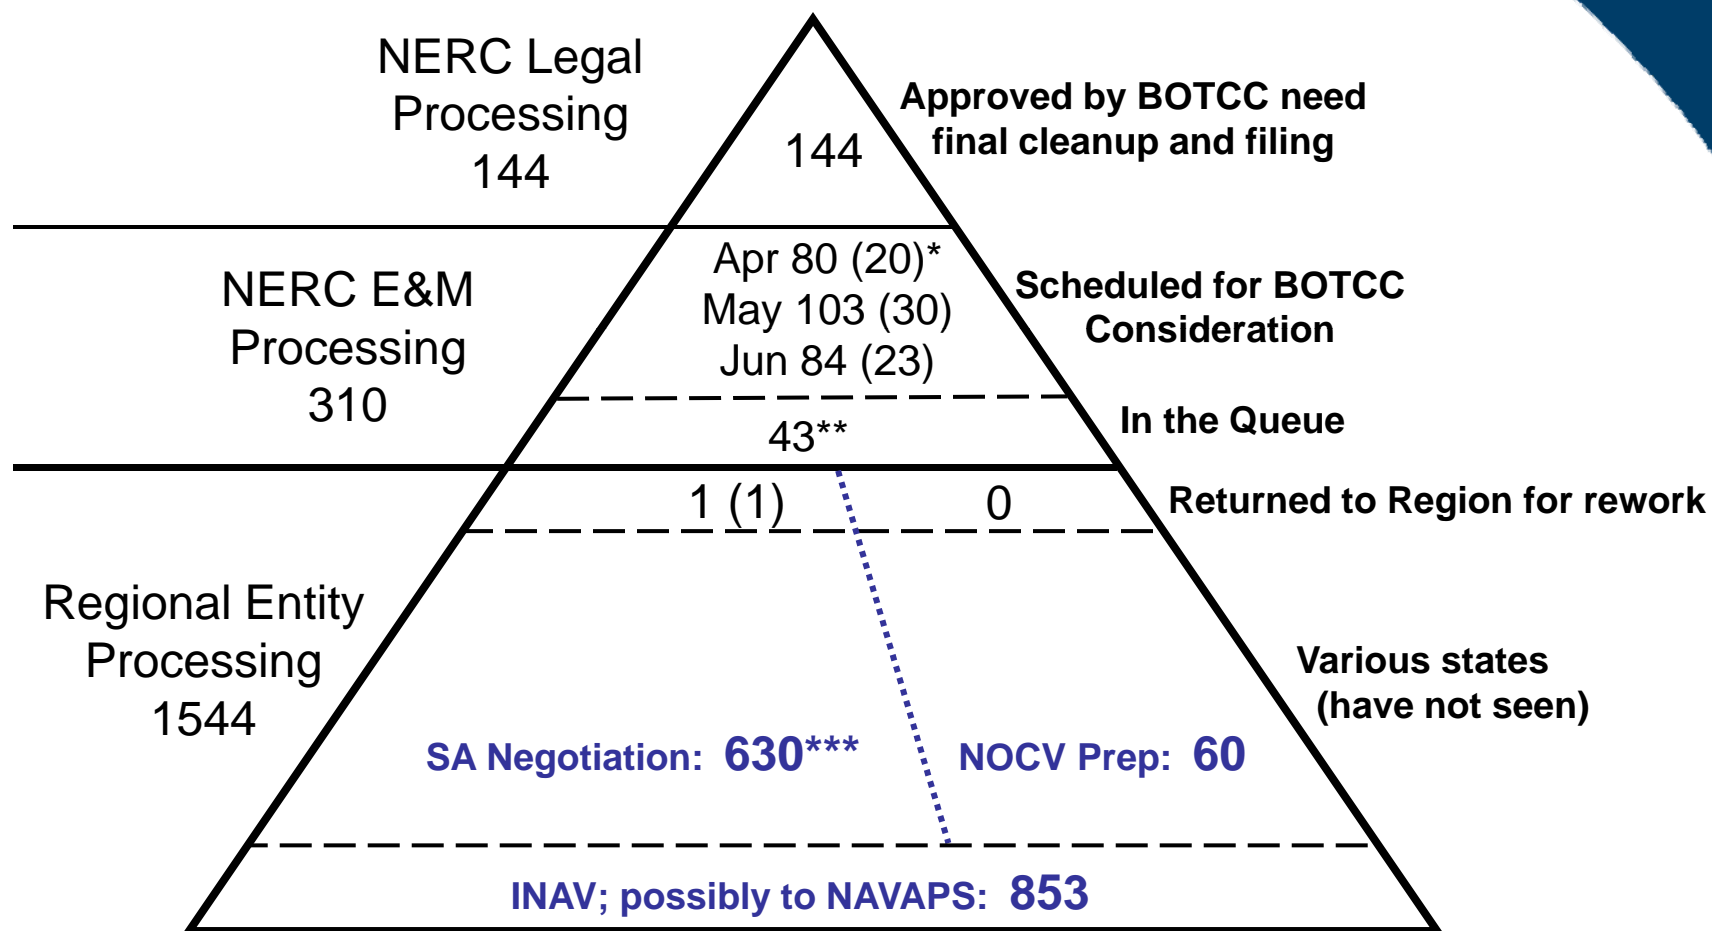 NERC Legal
Processing
144
144
Approved by BOTCC need
final cleanup and filing
NERC E&M
Processing
310
Apr 80 (20)*
May 103 (30)
Jun 84 (23)
Scheduled for BOTCC
Consideration
43**
In the Queue
1 (1)
0
Returned to Region for rework
Regional Entity
Processing
1544
Various states
(have not seen)
SA Negotiation: 630***
NOCV Prep: 60
INAV; possibly to NAVAPS: 853